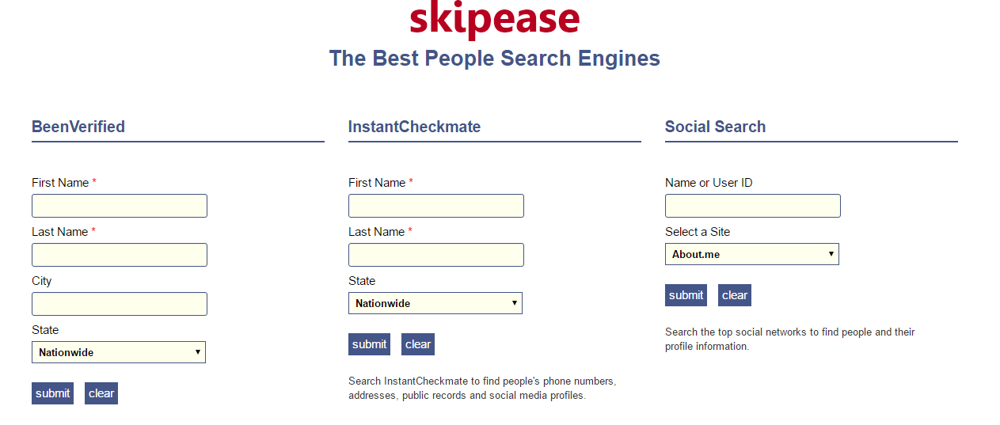 skipease
The Best People Search Engines
BeenVerified
First Name *
Last Name *
City
State
Nationwide
submit clear
InstantCheckmate
First Name *
Last Name *
State
Nationwide
submit clear
Search InstantCheckmate to find people's phone numbers,
addresses, public records and social media profiles.
Social Search
Name or User ID
Select a Site
About.me
submit clear
Search the top social networks to find people and their
profile information.